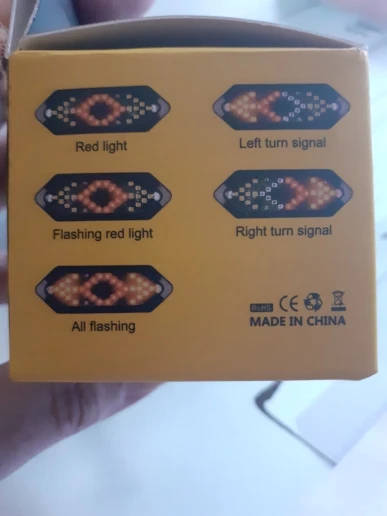 Red light
Left turn signal
Flashing red light
Right turn signal
All flashing
RoHS CE
MADE IN CHINA